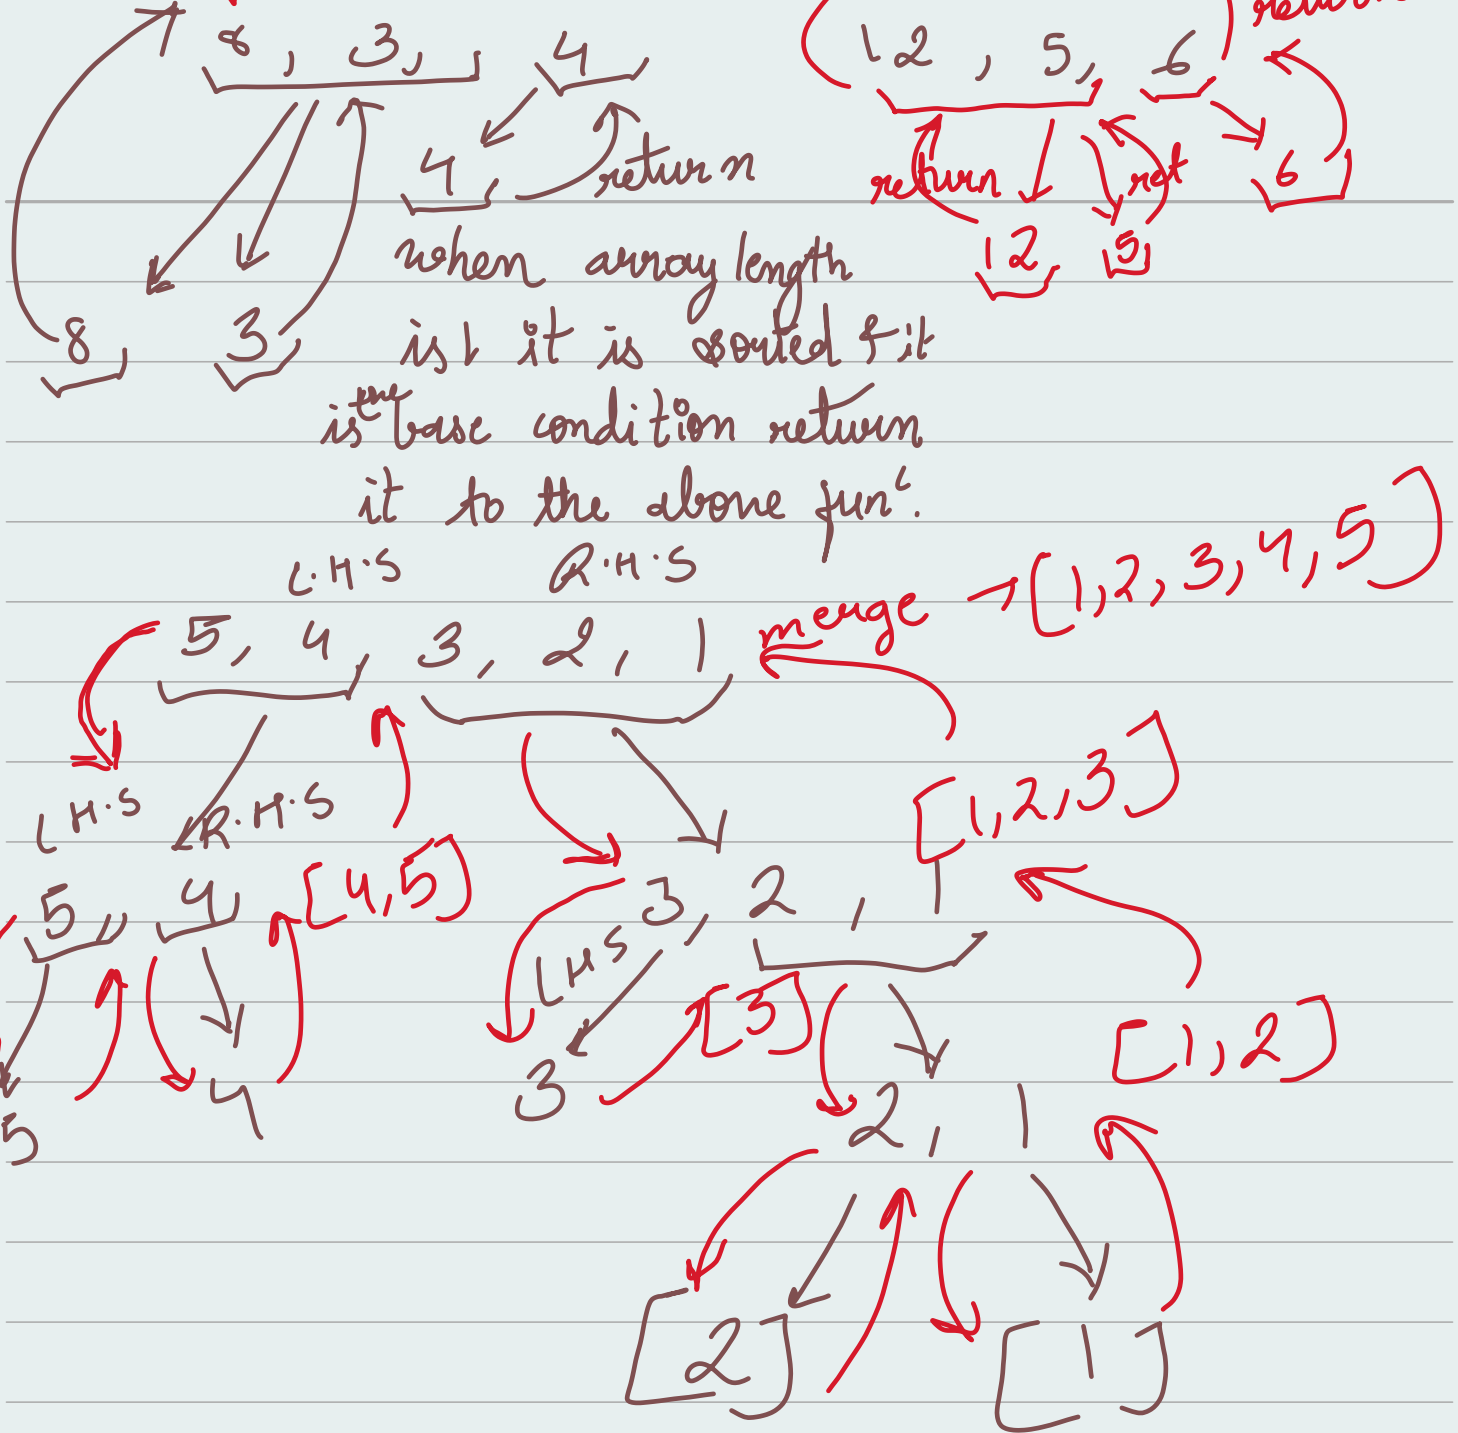 8, 3, , 4 12, 5, 6
4, return return ret 6
12 5
when array length
8, 3, is 1 it is sorted & it
is the base condition return
it to the above funᶜ.
L.H.S R.H.S
merge → [1,2,3,4,5]
5, 4, 3, 2, 1
[1,2,3]
LH.S R.H.S
5, 4, [4,5] 3, 2, 1
LHS
[3] [1,2]
5 4 3 2, 1
[2] [1]